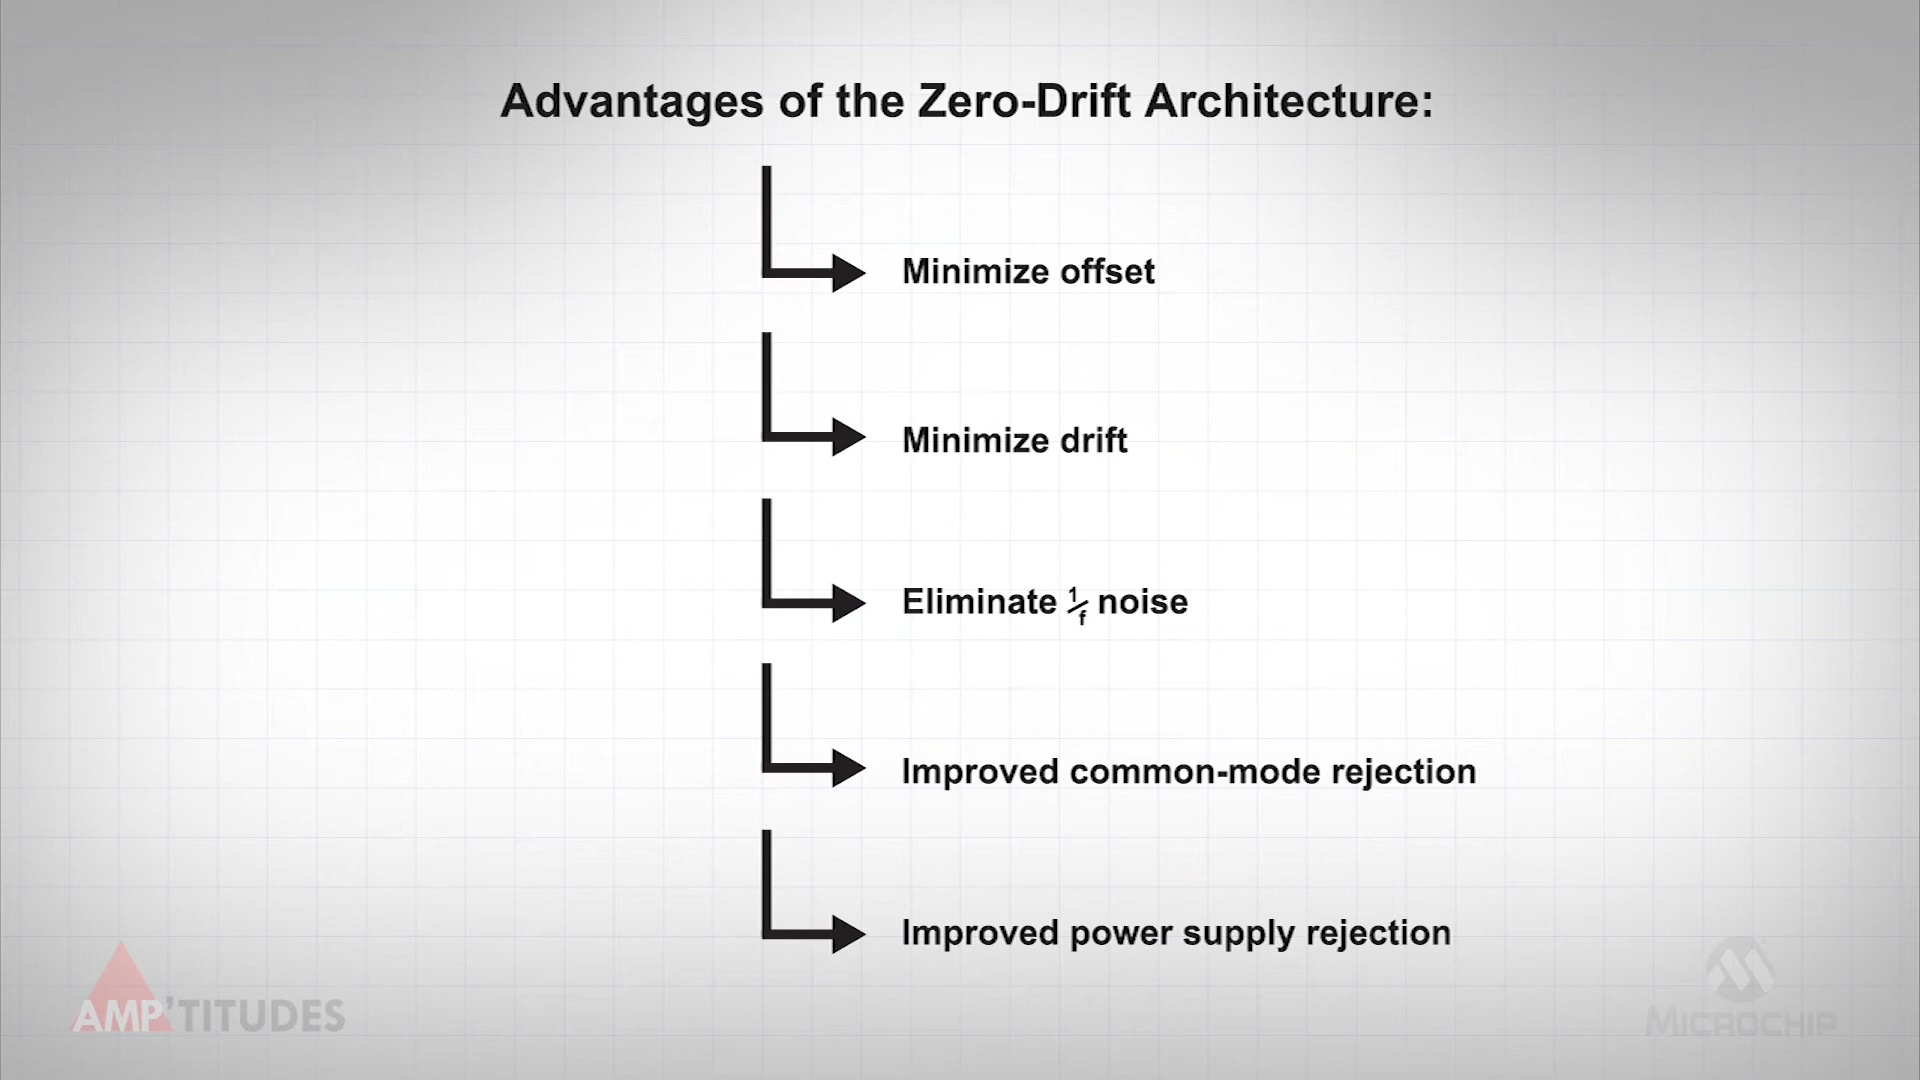 Advantages of the Zero-Drift Architecture:
Minimize offset
Minimize drift
Eliminate 1/f noise
Improved common-mode rejection
Improved power supply rejection
AMP'TITUDES
MICROCHIP